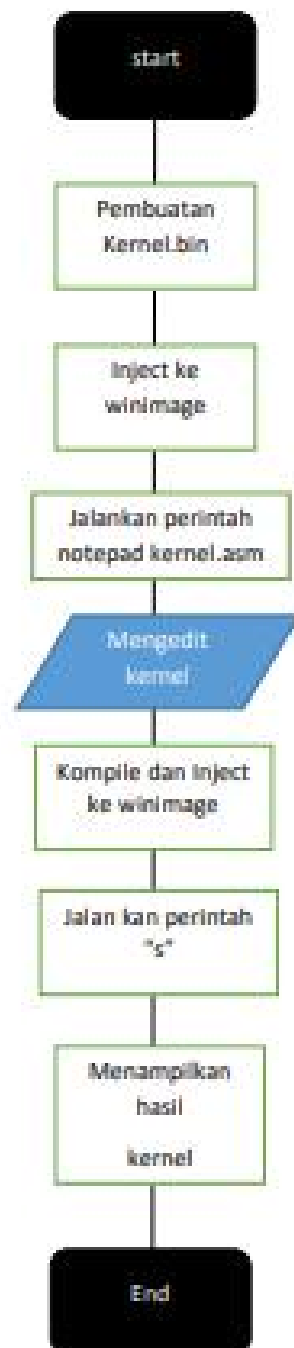 start
Pembuatan
Kernel.bin
Inject ke
winimage
Jalankan perintah
notepad kernel.asm
Mengedit
kernel
Kompile dan Inject
ke winimage
Jalan kan perintah
"s"
Menampilkan
hasil
kernel
End